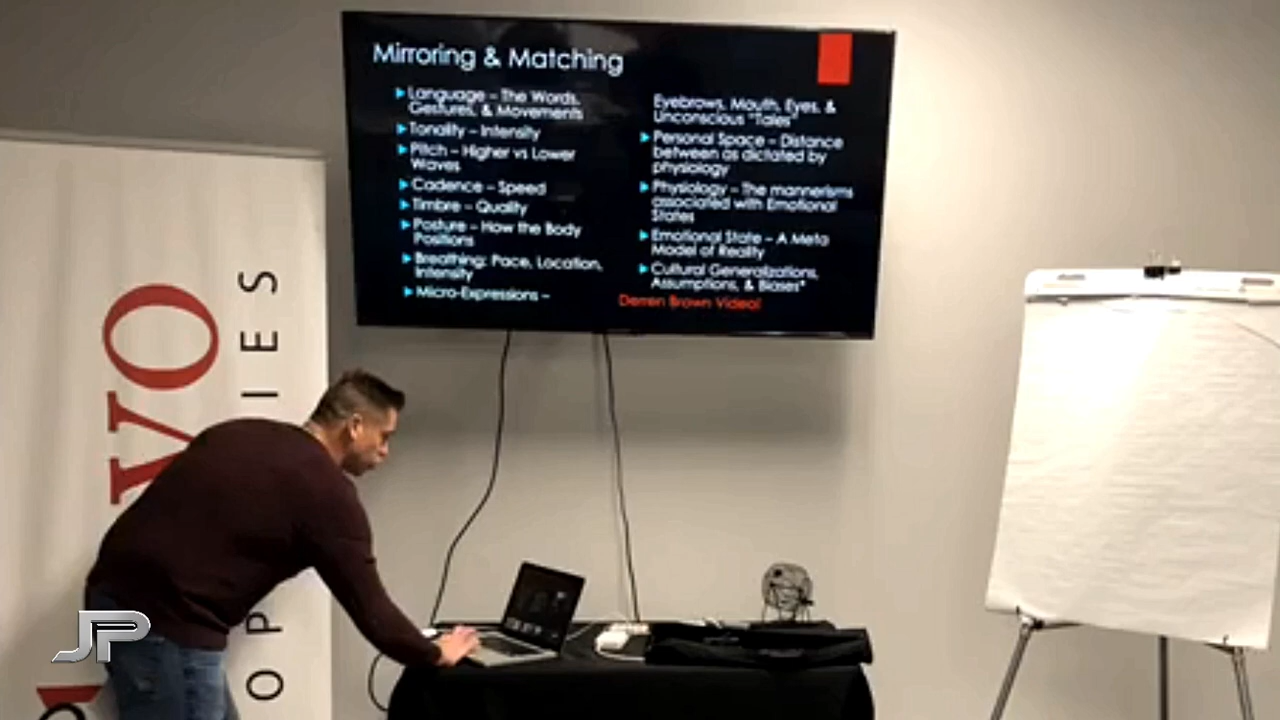 Mirroring & Matching
Language – The Words,
Gestures, & Movements
Tonality – Intensity
Pitch – Higher vs Lower
Waves
Cadence – Speed
Timbre – Quality
Posture – How the Body
Positions
Breathing: Pace, Location,
Intensity
Micro-Expressions –
Eyebrows, Mouth, Eyes, &
Unconscious "Tales"
Personal Space – Distance
between as dictated by
physiology
Physiology – The mannerisms
associated with Emotional
States
Emotional State – A Meta
Model of Reality
Cultural Generalizations,
Assumptions, & Biases*
Derren Brown Video!
VO
OP
IES
JP